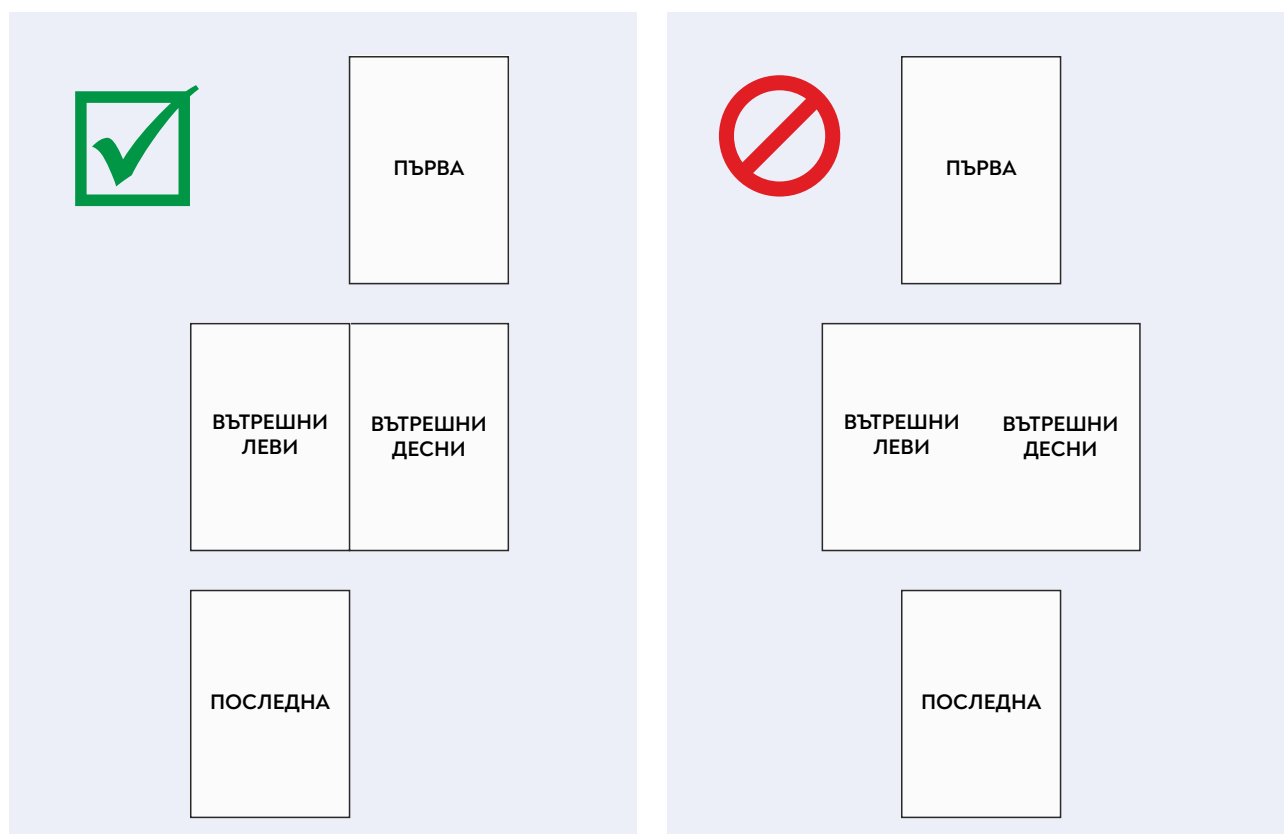 ПЪРВА
ВЪТРЕШНИ
ЛЕВИ
ВЪТРЕШНИ
ДЕСНИ
ПОСЛЕДНА
ПЪРВА
ВЪТРЕШНИ
ЛЕВИ
ВЪТРЕШНИ
ДЕСНИ
ПОСЛЕДНА